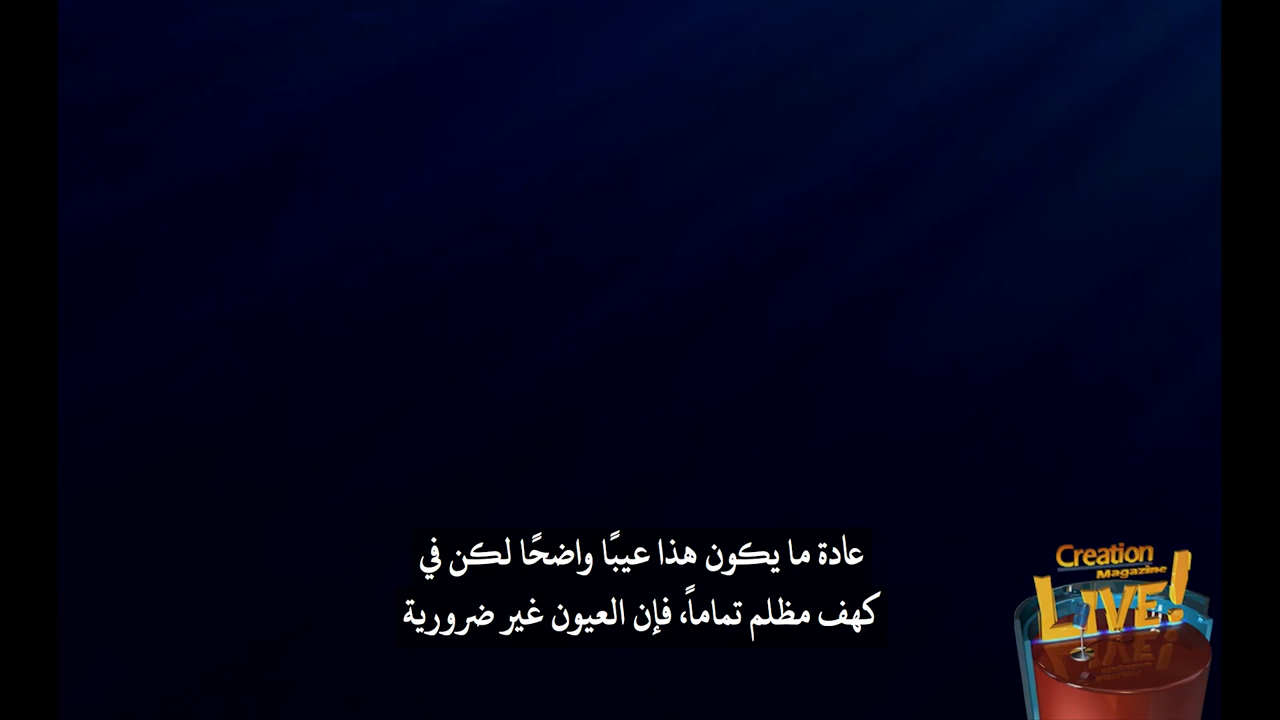 عادة ما يكون هذا عيبًا واضحًا لكن في
كهف مظلم تماماً، فإن العيون غير ضرورية
Creation
Magazine
LIVE!